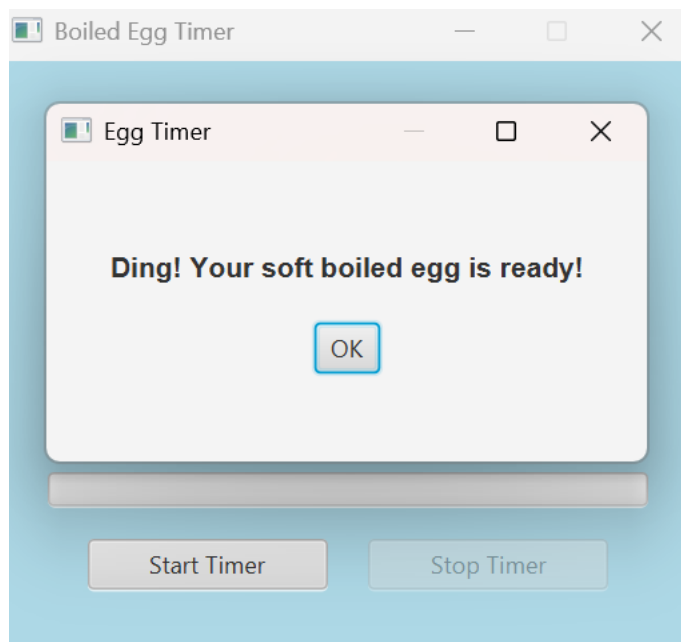 Boiled Egg Timer
Egg Timer
Ding! Your soft boiled egg is ready!
OK
Start Timer
Stop Timer